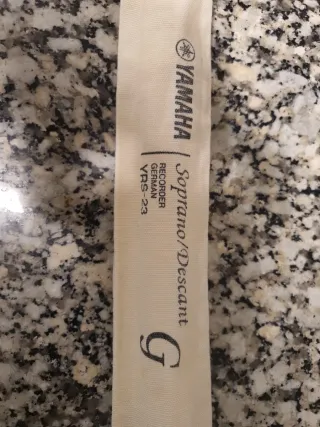 YAMAHA
Soprano/Descant
RECORDER
GERMAN
YRS-23
G